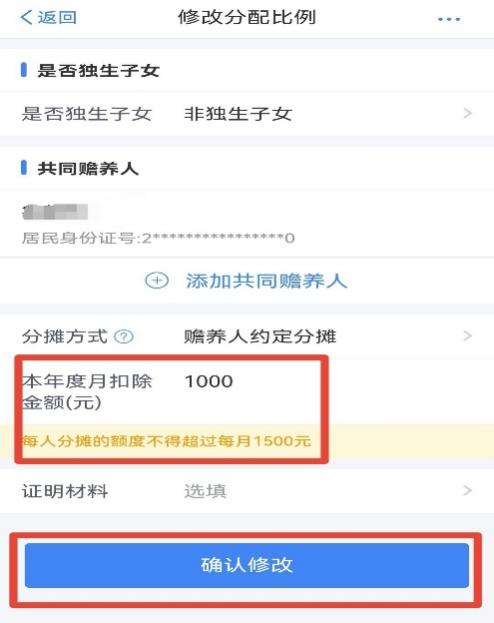 返回
修改分配比例
...
是否独生子女
是否独生子女 非独生子女
共同赡养人
居民身份证号:2****************0
添加共同赡养人
分摊方式 ? 赡养人约定分摊
本年度月扣除 1000
金额(元)
每人分摊的额度不得超过每月1500元
证明材料 选填
确认修改